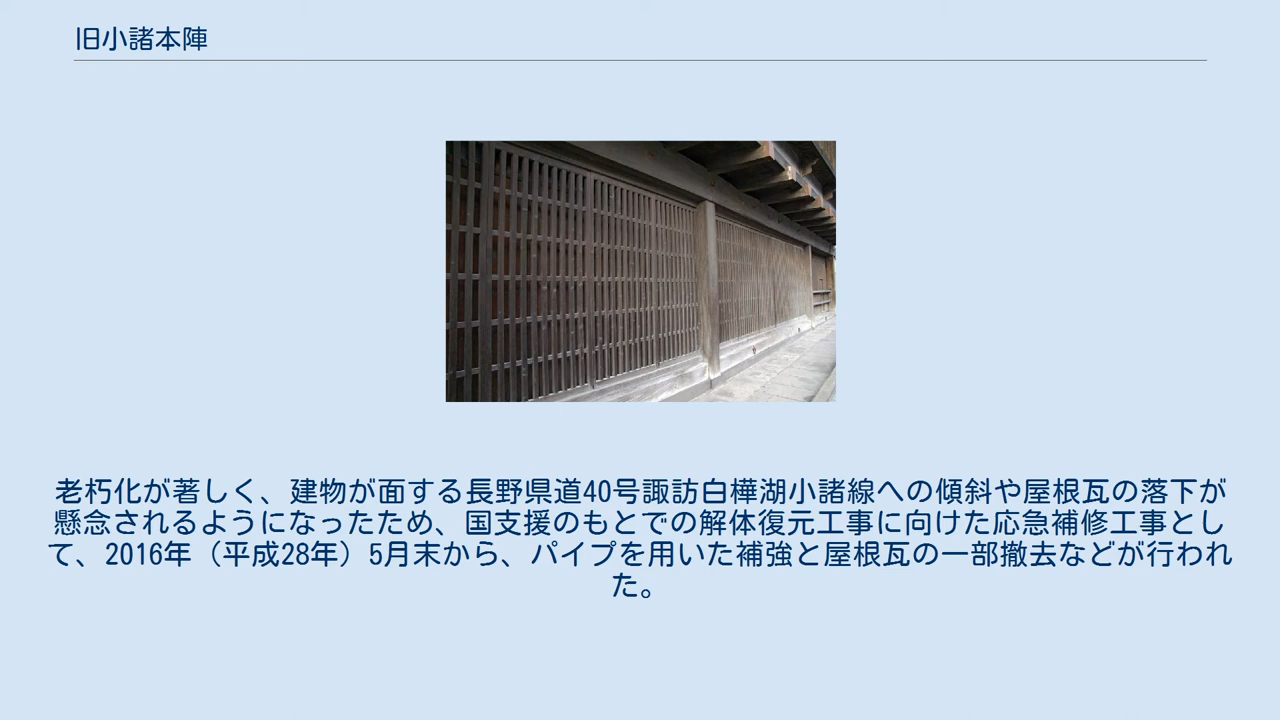 旧小諸本陣
老朽化が著しく、建物が面する長野県道40号諏訪白樺湖小諸線への傾斜や屋根瓦の落下が
懸念されるようになったため、国支援のもとでの解体復元工事に向けた応急補修工事とし
て、2016年（平成28年）5月末から、パイプを用いた補強と屋根瓦の一部撤去などが行われ
た。